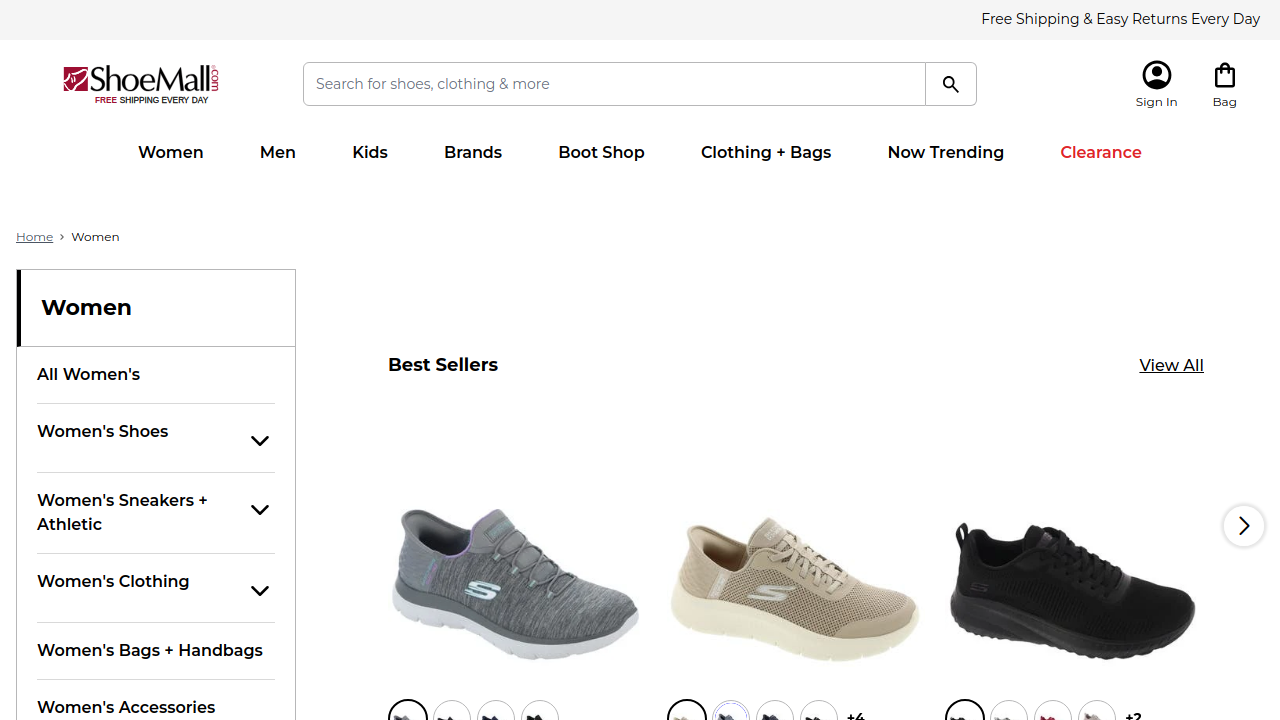 Free Shipping & Easy Returns Every Day
ShoeMall.com
FREE SHIPPING EVERY DAY
Search for shoes, clothing & more
Sign In
Bag
Women
Men
Kids
Brands
Boot Shop
Clothing + Bags
Now Trending
Clearance
Home › Women
Women
All Women's
Women's Shoes
Women's Sneakers +
Athletic
Women's Clothing
Women's Bags + Handbags
Women's Accessories
Best Sellers
View All
+4
+2